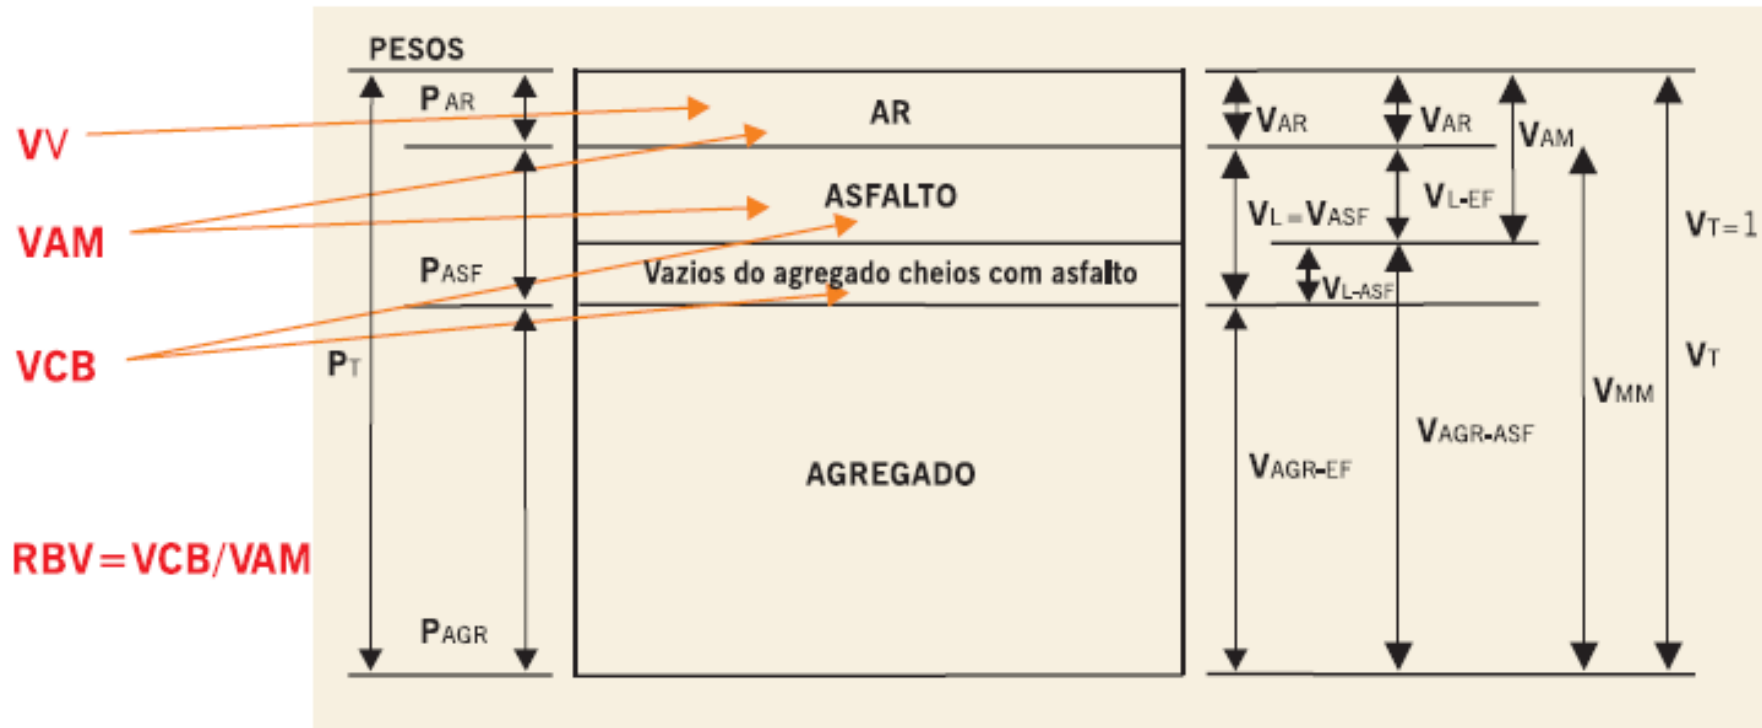 PESOS
P AR
AR
VAR
VAR
VAM
VV
ASFALTO
VL=VASF
VL-EF
VT=1
VAM
PASF
Vazios do agregado cheios com asfalto
VL-ASF
VCB
PT
VT
VMM
VAGR-ASF
VAGR-EF
AGREGADO
RBV=VCB/VAM
PAGR